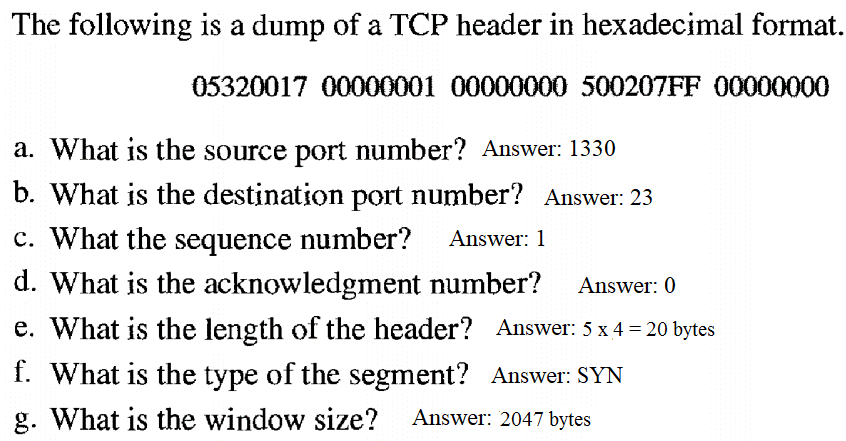 The following is a dump of a TCP header in hexadecimal format.
05320017 00000001 00000000 500207FF 00000000
a. What is the source port number? Answer: 1330
b. What is the destination port number? Answer: 23
c. What the sequence number? Answer: 1
d. What is the acknowledgment number? Answer: 0
e. What is the length of the header? Answer: 5 x 4 = 20 bytes
f. What is the type of the segment? Answer: SYN
g. What is the window size? Answer: 2047 bytes